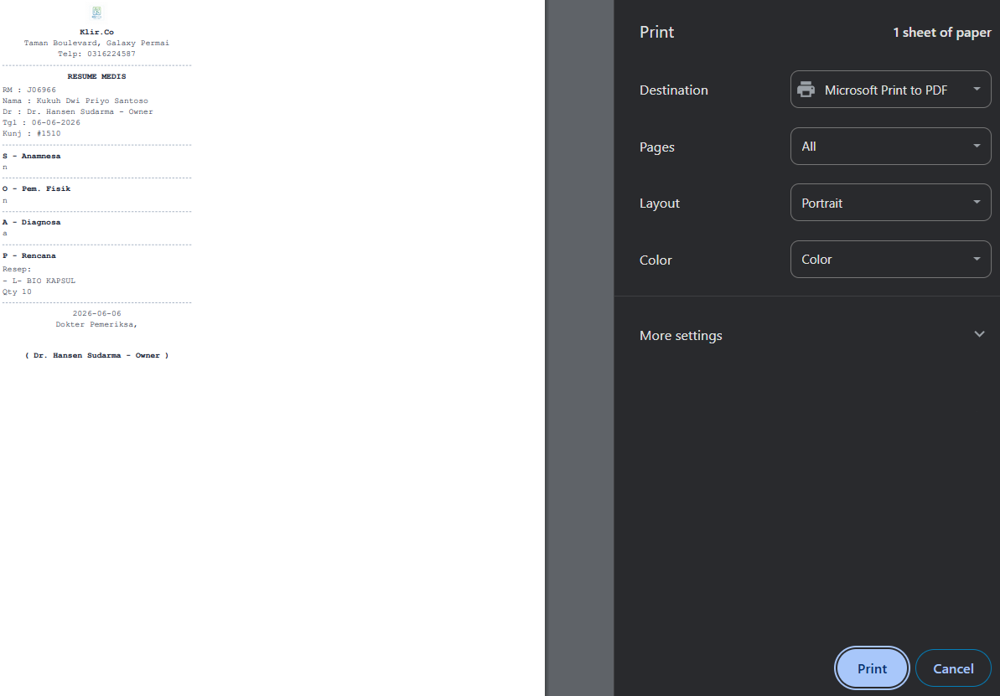 Klir.Co
Taman Boulevard, Galaxy Permai
Telp: 0316224587
RESUME MEDIS
RM : J06966
Nama : Kukuh Dwi Priyo Santoso
Dr : Dr. Hansen Sudarma - Owner
Tgl : 06-06-2026
Kunj : #1510
S - Anamnesa
n
O - Pem. Fisik
n
A - Diagnosa
a
P - Rencana
Resep:
- L- BIO KAPSUL
Qty 10
2026-06-06
Dokter Pemeriksa,
( Dr. Hansen Sudarma - Owner )
Print
1 sheet of paper
Destination
Microsoft Print to PDF
Pages
All
Layout
Portrait
Color
Color
More settings
Print
Cancel